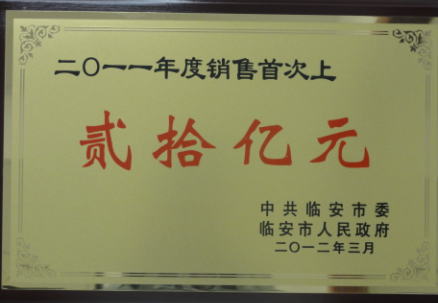 二〇一一年度销售首次上
贰拾亿元
中共临安市委
临安市人民政府
二〇一二年三月